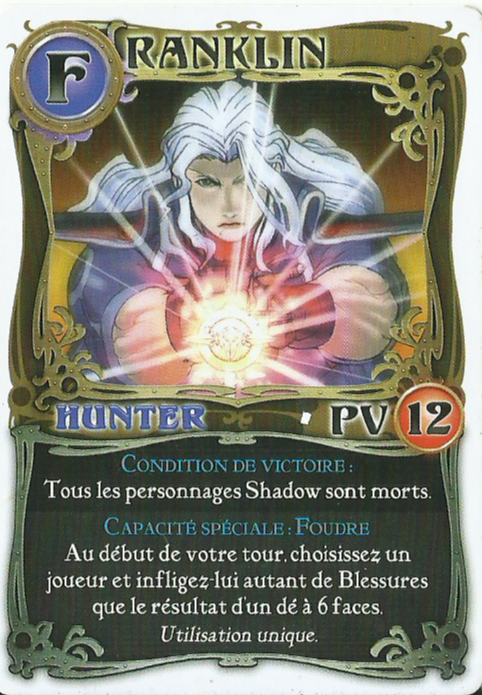 FRANKLIN
HUNTER PV 12
CONDITION DE VICTOIRE :
Tous les personnages Shadow sont morts.
CAPACITÉ SPÉCIALE : FOUDRE
Au début de votre tour, choisissez un
joueur et infligez-lui autant de Blessures
que le résultat d'un dé à 6 faces.
Utilisation unique.